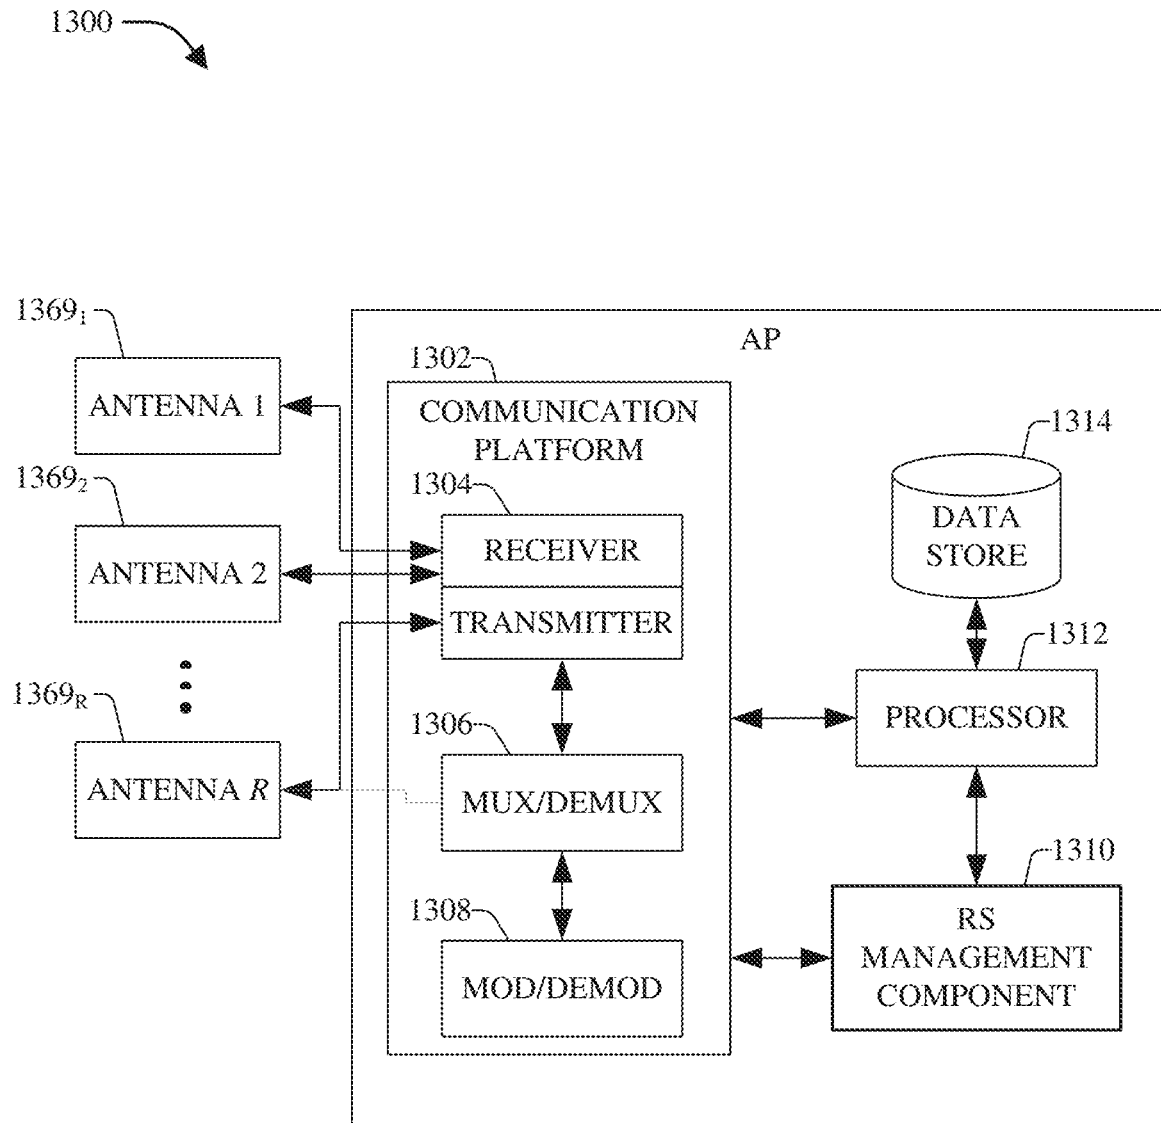 1300
1369₁
ANTENNA 1
1369₂
ANTENNA 2
1369R
ANTENNA R
AP
1302
COMMUNICATION
PLATFORM
1304
RECEIVER
TRANSMITTER
1306
MUX/DEMUX
1308
MOD/DEMOD
1314
DATA
STORE
1312
PROCESSOR
1310
RS
MANAGEMENT
COMPONENT